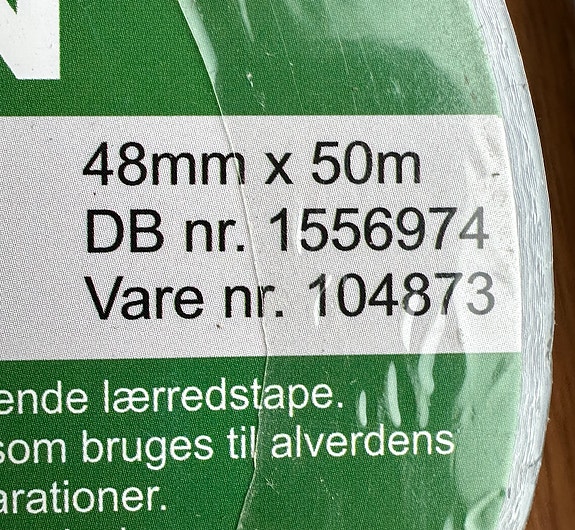 N
48mm x 50m
DB nr. 1556974
Vare nr. 104873
ende lærredstape.
som bruges til alverdens
arationer.